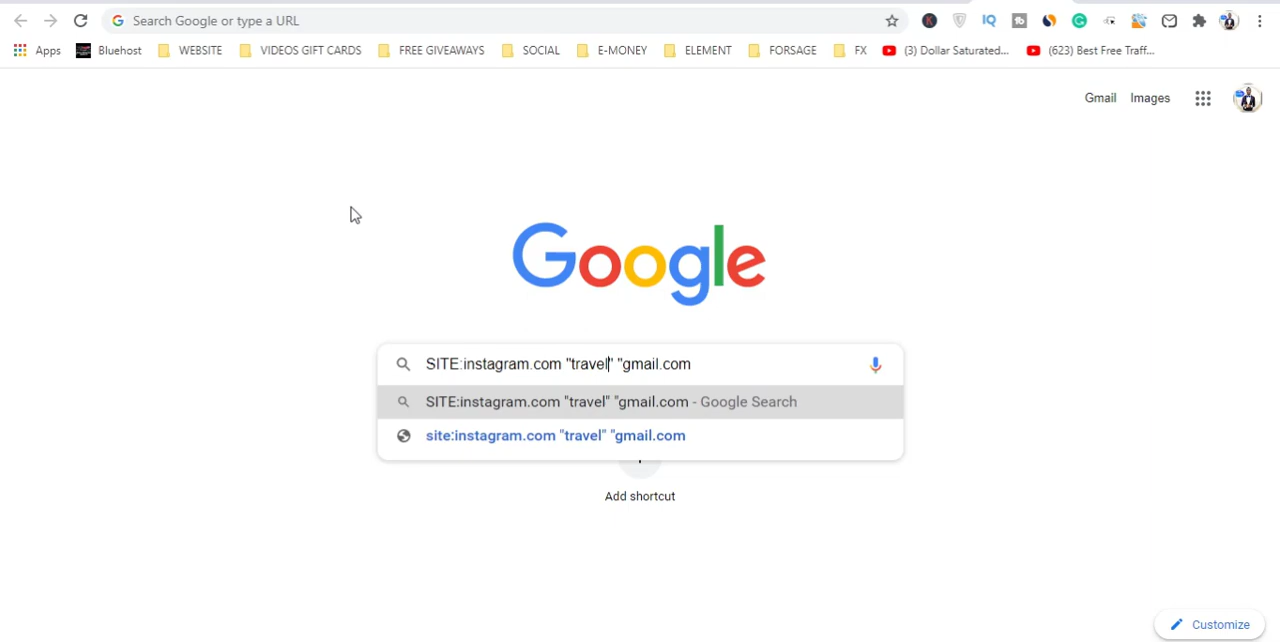 Search Google or type a URL
Apps Bluehost WEBSITE VIDEOS GIFT CARDS FREE GIVEAWAYS SOCIAL E-MONEY ELEMENT FORSAGE FX (3) Dollar Saturated... (623) Best Free Traff...
Gmail Images
Google
SITE:instagram.com "travel" "gmail.com
SITE:instagram.com "travel" "gmail.com - Google Search
site:instagram.com "travel" "gmail.com
Add shortcut
Customize